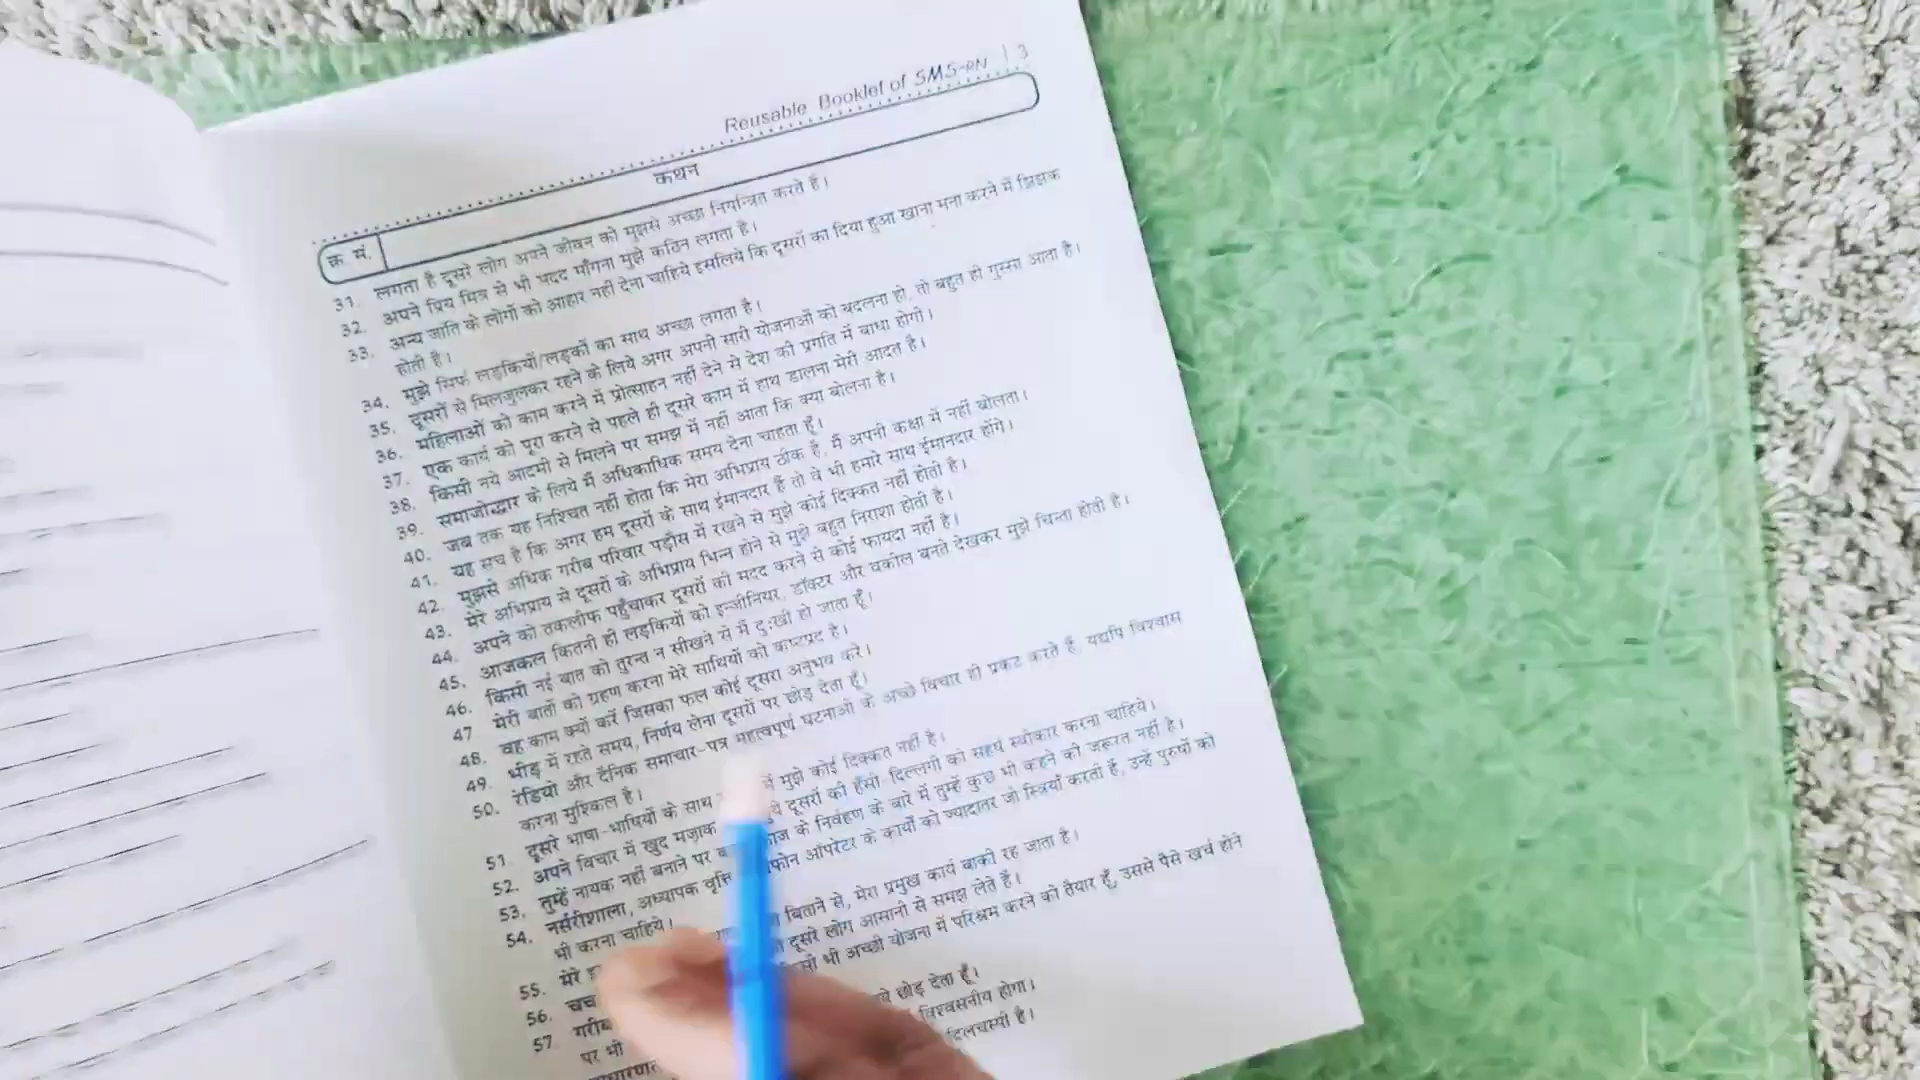 Reusable Booklet of SMS-RN | 3
क्र. सं. कथन
31. लगता है दूसरे लोग अपने जीवन को मुझसे अच्छा नियन्त्रित करते हैं।
32. अपने प्रिय मित्र से भी मदद माँगना मुझे कठिन लगता है।
33. अन्य जाति के लोगों को आहार नहीं देना चाहिये इसलिये कि दूसरों का दिया हुआ खाना मना करने में झिझक
होती है।
34. मुझे सिर्फ लड़कियों/लड़कों का साथ अच्छा लगता है।
35. दूसरों से मिलजुलकर रहने के लिये अगर अपनी सारी योजनाओं को बदलना हो, तो बहुत ही गुस्सा आता है।
36. महिलाओं को काम करने में प्रोत्साहन नहीं देने से देश की प्रगति में बाधा होगी।
37. एक कार्य को पूरा करने से पहले ही दूसरे काम में हाथ डालना मेरी आदत है।
38. किसी नये आदमी से मिलने पर समझ में नहीं आता कि क्या बोलना है।
39. समाजोद्धार के लिये मैं अधिकाधिक समय देना चाहता हूँ।
40. जब तक यह निश्चित नहीं होता कि मेरा अभिप्राय ठीक है, मैं अपनी कक्षा में नहीं बोलता।
41. यह सच है कि अगर हम दूसरों के साथ ईमानदार हैं तो वे भी हमारे साथ ईमानदार होंगे।
42. मुझसे अधिक गरीब परिवार पड़ौस में रखने से मुझे कोई दिक्कत नहीं होती है।
43. मेरे अभिप्राय से दूसरों के अभिप्राय भिन्न होने से मुझे बहुत निराशा होती है।
44. अपने को तकलीफ पहुँचाकर दूसरों की मदद करने से कोई फायदा नहीं है।
45. आजकल कितनी ही लड़कियों को इन्जीनियर, डॉक्टर और वकील बनते देखकर मुझे चिन्ता होती है।
46. किसी नई बात को तुरन्त न सीखने से मैं दुःखी हो जाता हूँ।
47. मेरी बातों को ग्रहण करना मेरे साथियों को कष्टप्रद है।
48. वह काम क्यों करें जिसका फल कोई दूसरा अनुभव करे।
49. भीड़ में रहते समय, निर्णय लेना दूसरों पर छोड़ देता हूँ।
50. रेडियो और दैनिक समाचार-पत्र महत्वपूर्ण घटनाओं के अच्छे विचार ही प्रकट करते हैं, यद्यपि विश्वास
करना मुश्किल है।
51. दूसरे भाषा-भाषियों के साथ में मुझे कोई दिक्कत नहीं है।
52. अपने विचार में खुद मज़ाक दूसरों की हँसी-दिल्लगी को सहर्ष स्वीकार करना चाहिये।
53. तुम्हें नायक नहीं बनाने पर के निर्वहण के बारे में तुम्हें कुछ भी कहने की जरूरत नहीं है।
54. नर्सरीशाला, अध्यापक वृत्ति ऑपरेटर के कार्यों को ज्यादातर जो स्त्रियाँ करती हैं, उन्हें पुरुषों को
भी करना चाहिये।
55. मेरे बिताने से, मेरा प्रमुख कार्य बाकी रह जाता है।
56. दूसरे लोग आसानी से समझ लेते हैं।
57 भी अच्छी योजना में परिश्रम करने को तैयार हूँ, उससे पैसे खर्च होने
पर भी
छोड़ देता हूँ।
विश्वसनीय होगा।
दिलचस्पी है।